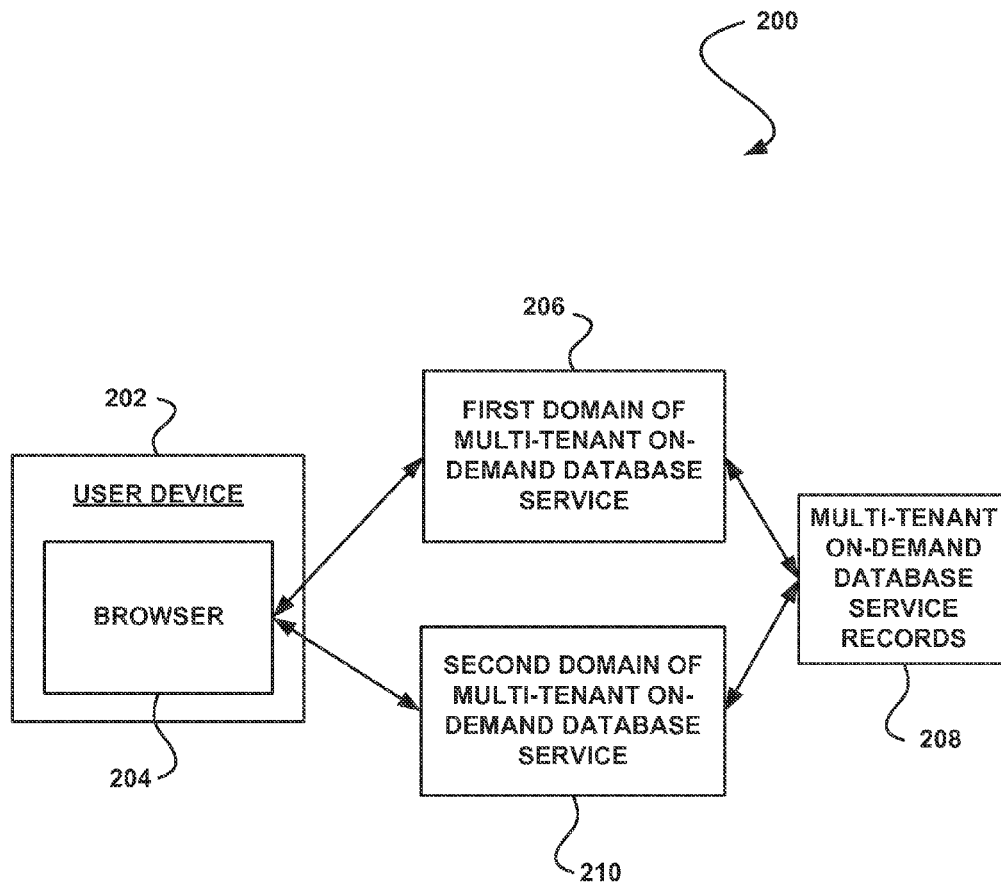 200
206
FIRST DOMAIN OF
MULTI-TENANT ON-
DEMAND DATABASE
SERVICE
202
USER DEVICE
BROWSER
204
MULTI-TENANT
ON-DEMAND
DATABASE
SERVICE
RECORDS
208
SECOND DOMAIN OF
MULTI-TENANT ON-
DEMAND DATABASE
SERVICE
210